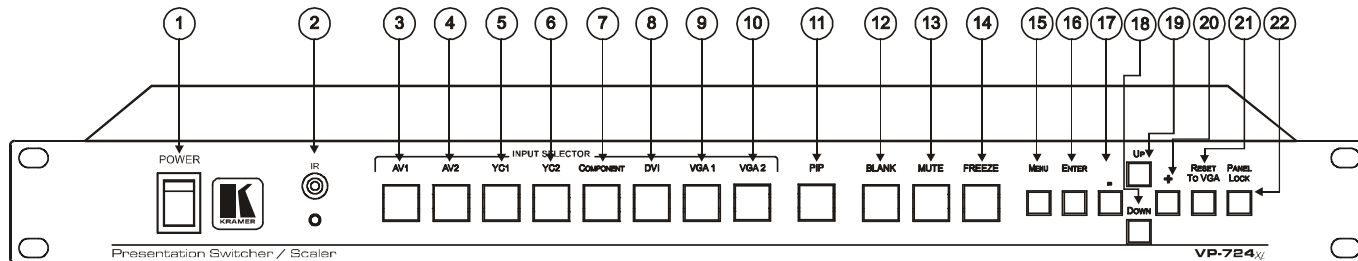 1 2 3 4 5 6 7 8 9 10 11 12 13 14 15 16 17 18 19 20 21 22
POWER IR INPUT SELECTOR
AV1 AV2 YC1 YC2 COMPONENT DVI VGA 1 VGA 2 PIP BLANK MUTE FREEZE MENU ENTER - UP + RESET TO VGA PANEL LOCK
DOWN
K
KRAMER
Presentation Switcher / Scaler VP-724XL